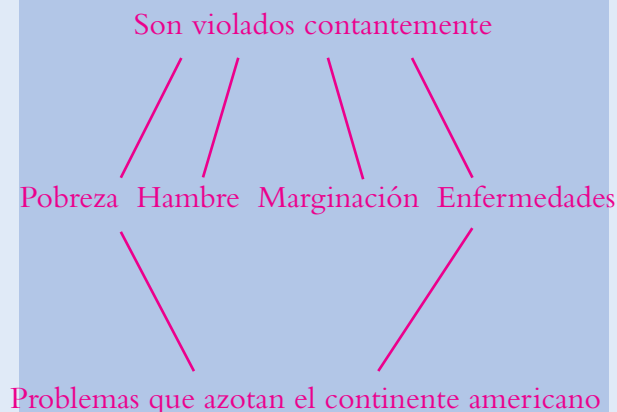 Son violados contantemente
Pobreza Hambre Marginación Enfermedades
Problemas que azotan el continente americano